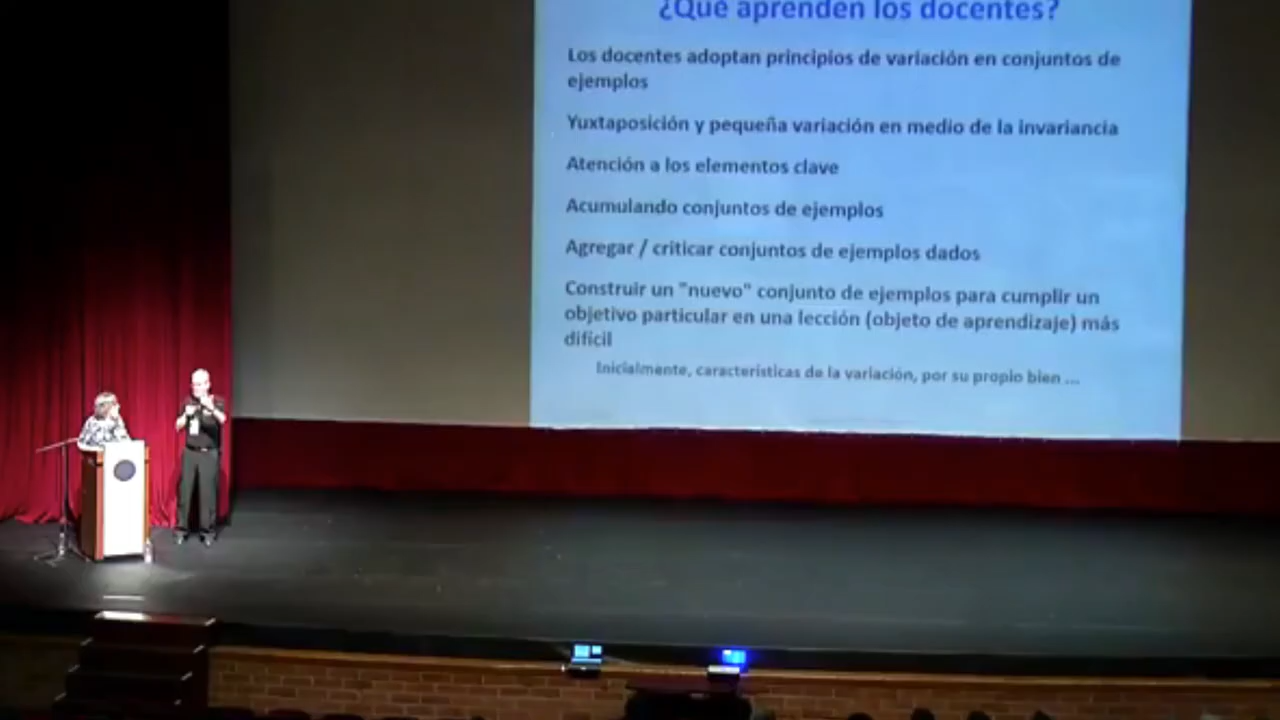 ¿Que aprenden los docentes?
Los docentes adoptan principios de variación en conjuntos de
ejemplos
Yuxtaposición y pequeña variación en medio de la invariancia
Atención a los elementos clave
Acumulando conjuntos de ejemplos
Agregar / criticar conjuntos de ejemplos dados
Construir un "nuevo" conjunto de ejemplos para cumplir un
objetivo particular en una lección (objeto de aprendizaje) más
difícil
Inicialmente, características de la variación, por su propio bien ...